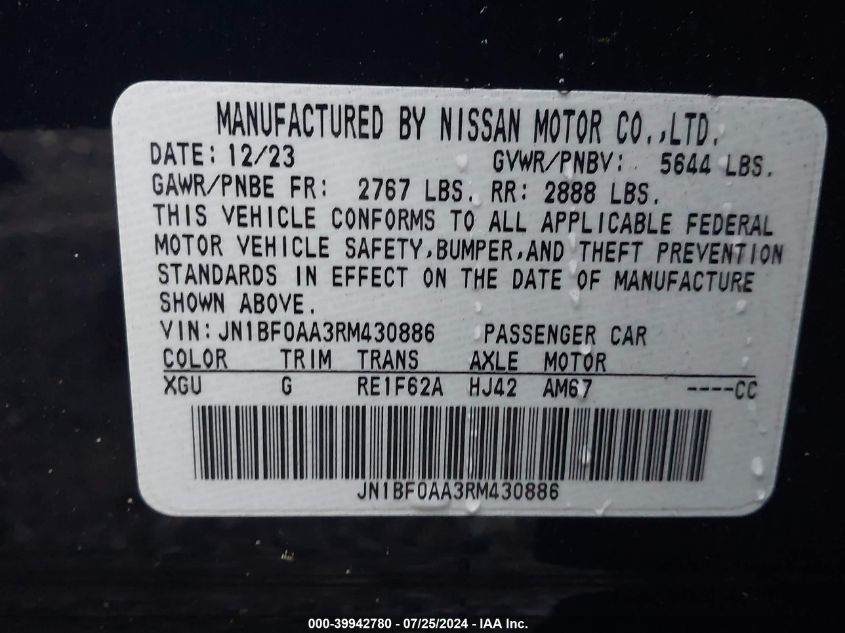 MANUFACTURED BY NISSAN MOTOR CO.,LTD.
DATE: 12/23 GVWR/PNBV: 5644 LBS.
GAWR/PNBE FR: 2767 LBS. RR: 2888 LBS.
THIS VEHICLE CONFORMS TO ALL APPLICABLE FEDERAL
MOTOR VEHICLE SAFETY,BUMPER,AND THEFT PREVENTION
STANDARDS IN EFFECT ON THE DATE OF MANUFACTURE
SHOWN ABOVE.
VIN: JN1BF0AA3RM430886 PASSENGER CAR
COLOR TRIM TRANS AXLE MOTOR
XGU G RE1F62A HJ42 AM67 ----CC
JN1BF0AA3RM430886
000-39942780 - 07/25/2024 - IAA Inc.